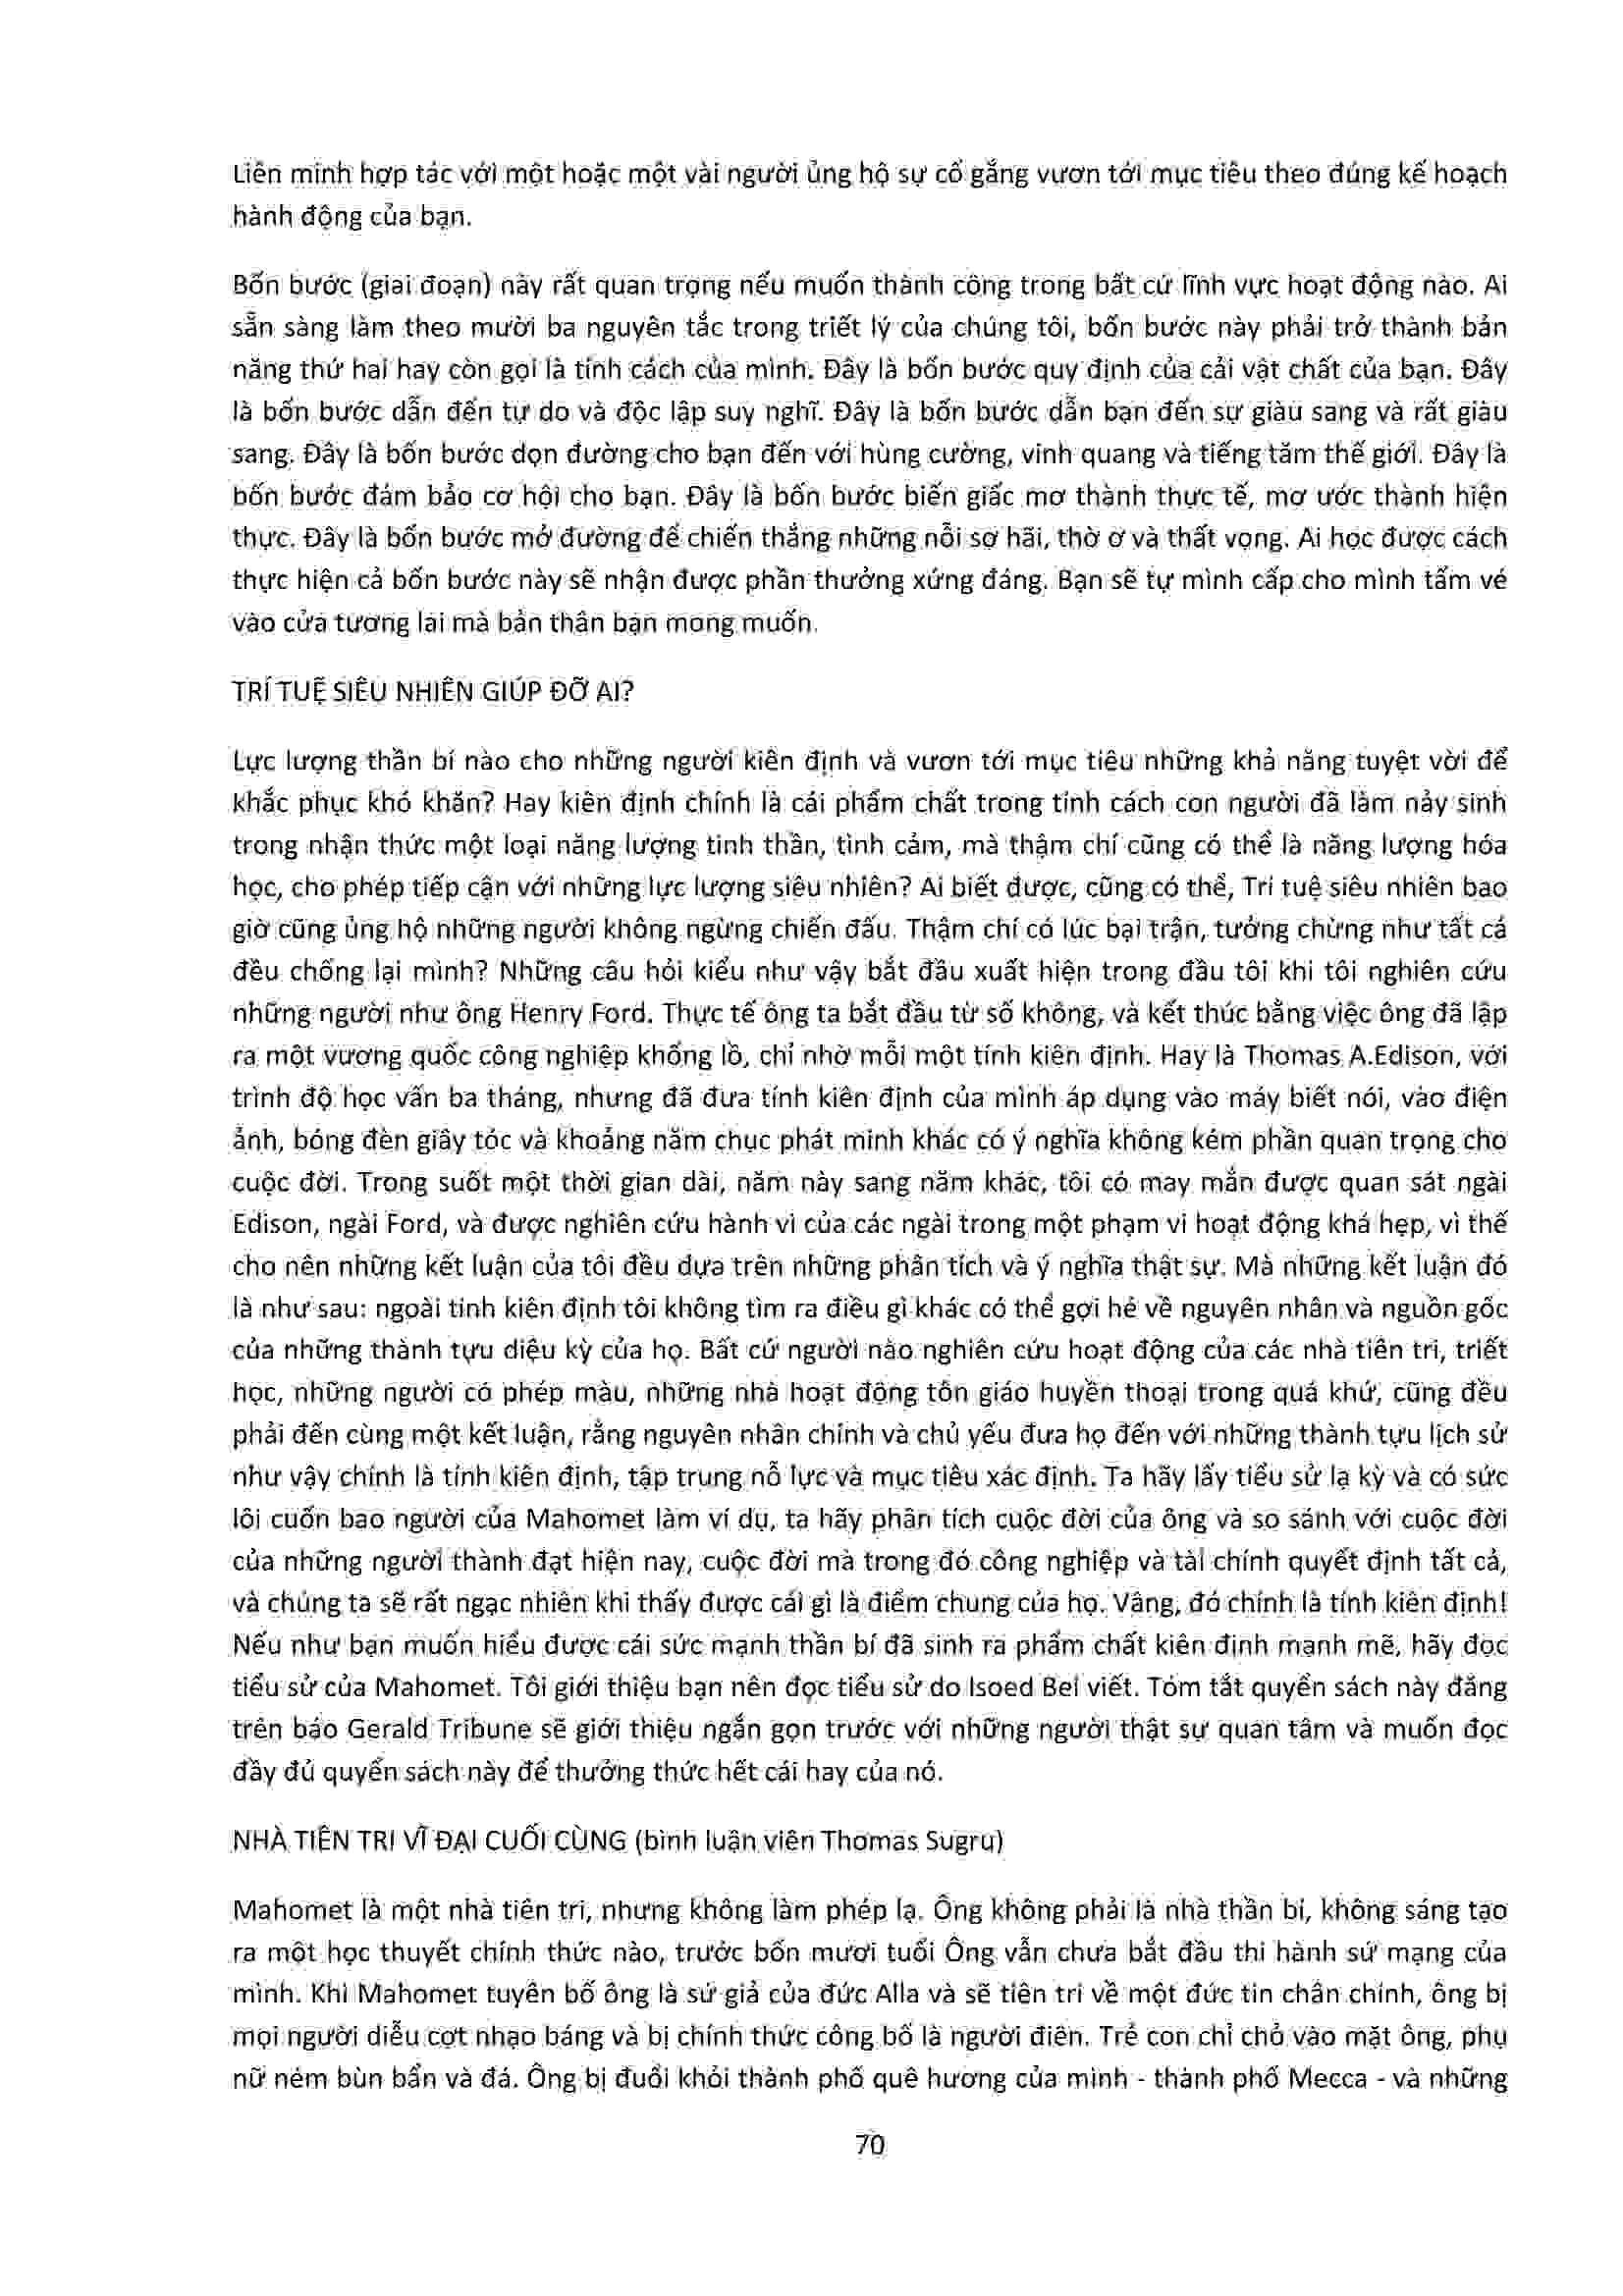 Liên minh hợp tác với một hoặc một vài người ủng hộ sự cố gắng vươn tới mục tiêu theo đúng kế hoạch
hành động của bạn.
Bốn bước (giai đoạn) này rất quan trọng nếu muốn thành công trong bất cứ lĩnh vực hoạt động nào. Ai
sẵn sàng làm theo mười ba nguyên tắc trong triết lý của chúng tôi, bốn bước này phải trở thành bản
năng thứ hai hay còn gọi là tính cách của mình. Đây là bốn bước quy định của cải vật chất của bạn. Đây
là bốn bước dẫn đến tự do và độc lập suy nghĩ. Đây là bốn bước dẫn bạn đến sự giàu sang và rất giàu
sang. Đây là bốn bước dọn đường cho bạn đến với hùng cường, vinh quang và tiếng tăm thế giới. Đây là
bốn bước đảm bảo cơ hội cho bạn. Đây là bốn bước biến giấc mơ thành thực tế, mơ ước thành hiện
thực. Đây là bốn bước mở đường để chiến thắng những nỗi sợ hãi, thờ ơ và thất vọng. Ai học được cách
thực hiện cả bốn bước này sẽ nhận được phần thưởng xứng đáng. Bạn sẽ tự mình cấp cho mình tấm vé
vào cửa tương lai mà bản thân bạn mong muốn.
TRÍ TUỆ SIÊU NHIÊN GIÚP ĐỠ AI?
Lực lượng thần bí nào cho những người kiên định và vươn tới mục tiêu những khả năng tuyệt vời để
khắc phục khó khăn? Hay kiên định chính là cái phẩm chất trong tính cách con người đã làm nảy sinh
trong nhận thức một loại năng lượng tinh thần, tình cảm, mà thậm chí cũng có thể là năng lượng hóa
học, cho phép tiếp cận với những lực lượng siêu nhiên? Ai biết được, cũng có thể, Trí tuệ siêu nhiên bao
giờ cũng ủng hộ những người không ngừng chiến đấu. Thậm chí có lúc bại trận, tưởng chừng như tất cả
đều chống lại mình? Những câu hỏi kiểu như vậy bắt đầu xuất hiện trong đầu tôi khi tôi nghiên cứu
những người như ông Henry Ford. Thực tế ông ta bắt đầu từ số không, và kết thúc bằng việc ông đã lập
ra một vương quốc công nghiệp khổng lồ, chỉ nhờ mỗi một tính kiên định. Hay là Thomas A.Edison, với
trình độ học vấn ba tháng, nhưng đã đưa tính kiên định của mình áp dụng vào máy biết nói, vào điện
ảnh, bóng đèn giây tóc và khoảng năm chục phát minh khác có ý nghĩa không kém phần quan trọng cho
cuộc đời. Trong suốt một thời gian dài, năm này sang năm khác, tôi có may mắn được quan sát ngài
Edison, ngài Ford, và được nghiên cứu hành vi của các ngài trong một phạm vi hoạt động khá hẹp, vì thế
cho nên những kết luận của tôi đều dựa trên những phân tích và ý nghĩa thật sự. Mà những kết luận đó
là như sau: ngoài tính kiên định tôi không tìm ra điều gì khác có thể gợi hé về nguyên nhân và nguồn gốc
của những thành tựu diệu kỳ của họ. Bất cứ người nào nghiên cứu hoạt động của các nhà tiên tri, triết
học, những người có phép màu, những nhà hoạt động tôn giáo huyền thoại trong quá khứ, cũng đều
phải đến cùng một kết luận, rằng nguyên nhân chính và chủ yếu đưa họ đến với những thành tựu lịch sử
như vậy chính là tính kiên định, tập trung nỗ lực và mục tiêu xác định. Ta hãy lấy tiểu sử lạ kỳ và có sức
lôi cuốn bao người của Mahomet làm ví dụ, ta hãy phân tích cuộc đời của ông và so sánh với cuộc đời
của những người thành đạt hiện nay, cuộc đời mà trong đó công nghiệp và tài chính quyết định tất cả,
và chúng ta sẽ rất ngạc nhiên khi thấy được cái gì là điểm chung của họ. Vâng, đó chính là tính kiên định!
Nếu như bạn muốn hiểu được cái sức mạnh thần bí đã sinh ra phẩm chất kiên định mạnh mẽ, hãy đọc
tiểu sử của Mahomet. Tôi giới thiệu bạn nên đọc tiểu sử do Isoed Bei viết. Tóm tắt quyển sách này đăng
trên báo Gerald Tribune sẽ giới thiệu ngắn gọn trước với những người thật sự quan tâm và muốn đọc
đầy đủ quyển sách này để thưởng thức hết cái hay của nó.
NHÀ TIÊN TRI VĨ ĐẠI CUỐI CÙNG (bình luận viên Thomas Sugru)
Mahomet là một nhà tiên tri, nhưng không làm phép lạ. Ông không phải là nhà thần bí, không sáng tạo
ra một học thuyết chính thức nào, trước bốn mươi tuổi Ông vẫn chưa bắt đầu thi hành sứ mạng của
mình. Khi Mahomet tuyên bố ông là sứ giả của đức Alla và sẽ tiên tri về một đức tin chân chính, ông bị
mọi người diễu cợt nhạo báng và bị chính thức công bố là người điên. Trẻ con chỉ chỏ vào mặt ông, phụ
nữ ném bùn bẩn và đá. Ông bị đuổi khỏi thành phố quê hương của mình - thành phố Mecca - và những
70